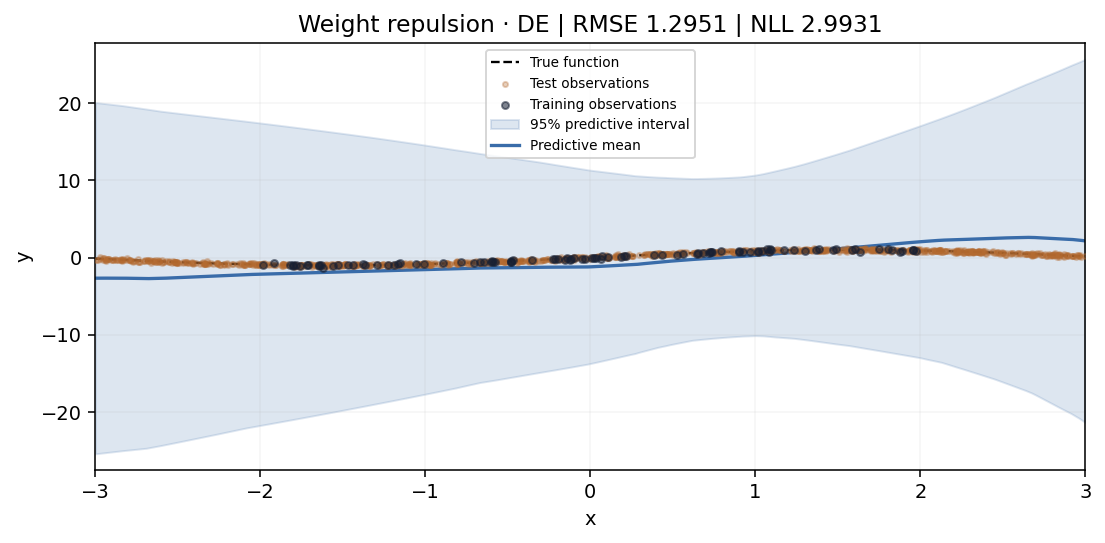 Weight repulsion · DE | RMSE 1.2951 | NLL 2.9931
True function
Test observations
Training observations
95% predictive interval
Predictive mean
y
20
10
0
−10
−20
−3
−2
−1
0
1
2
3
x